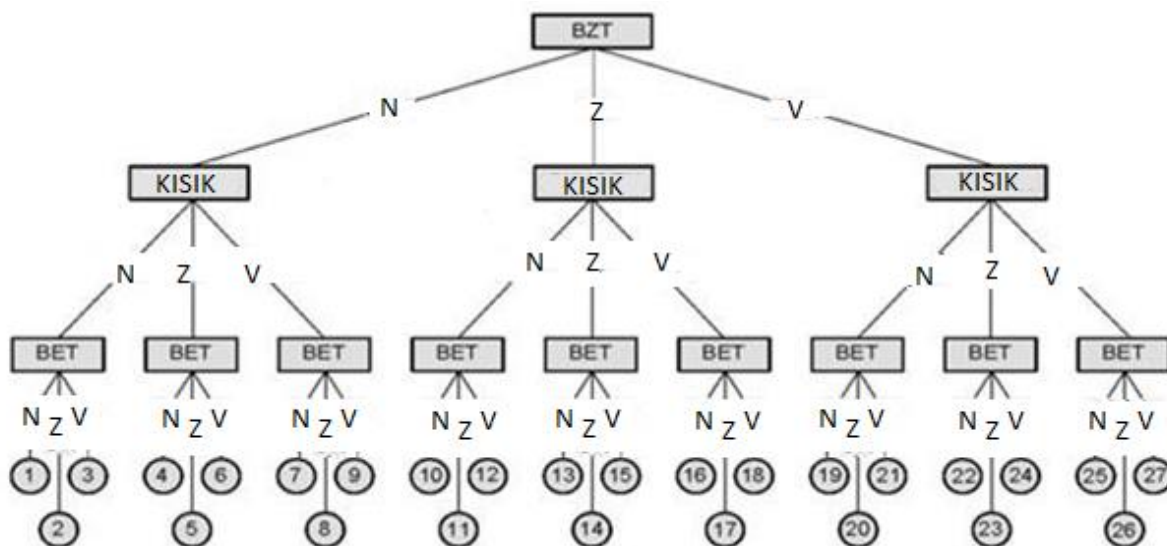 BZT
N Z V
KISIK KISIK KISIK
N Z V N Z V N Z V
BET BET BET BET BET BET BET BET BET
N Z V N Z V N Z V N Z V N Z V N Z V N Z V N Z V N Z V
1 3 4 6 7 9 10 12 13 15 16 18 19 21 22 24 25 27
2 5 8 11 14 17 20 23 26